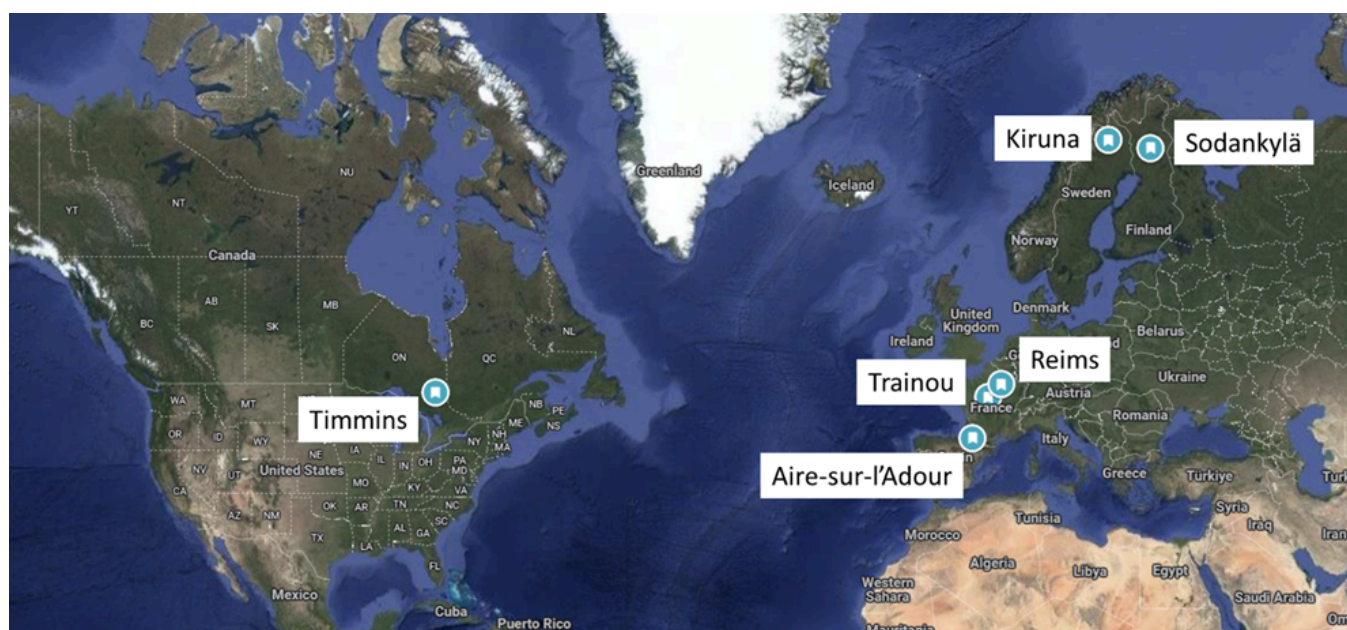 Greenland
Iceland
Kiruna
Sodankylä
Sweden
Finland
Norway
NU
YT
NT
Canada
AB
MB
BC
SK
NL
ON
QC
Denmark
United
Kingdom
Ireland
Belarus
Reims
Trainou
Ukraine
Austria
France
Romania
Italy
Timmins
WA
MT
NB
PE
ME
NS
OR
ID
WY
NH
MA
NY
NE
IA
IL
IN
OH
PA
MD
NV
UT
United States
CA
MO
KY
VA
AZ
NM
OK
AR
TN
NC
SC
TX
AL
GA
LA
FL
Aire-sur-l'Adour
Greece
Türkiye
Tunisia
Syria
Iraq
Iran
Morocco
Algeria
Libya
Egypt
Western
Sahara
Saudi Arabia
Mexico
Cuba
Puerto Rico
Mauritania